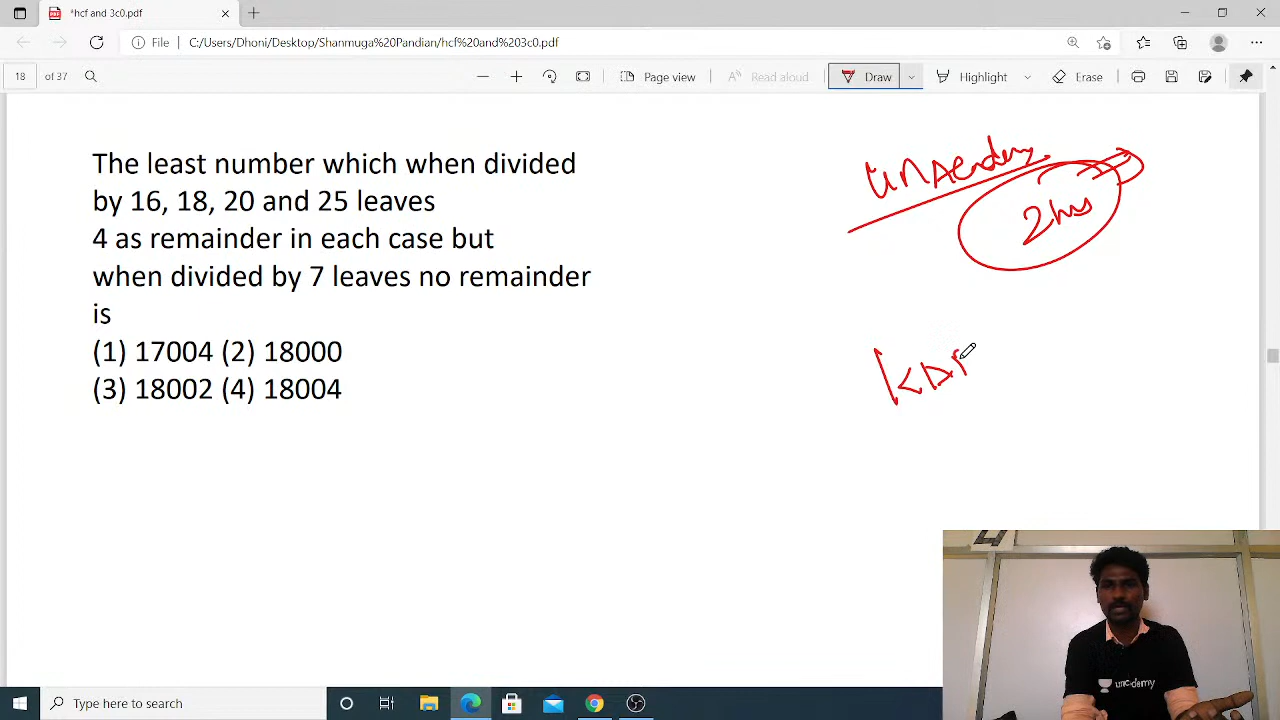 *hcf and 3c0.pdf
File
C:/Users/Dhoni/Desktop/Shanmuga%20Pandian/hcf%20and%203c0.pdf
18 of 37
Page view
Read aloud
Draw
Highlight
Erase
The least number which when divided
by 16, 18, 20 and 25 leaves
4 as remainder in each case but
when divided by 7 leaves no remainder
is
(1) 17004 (2) 18000
(3) 18002 (4) 18004
UNAcademy
2hrs
unacademy
Type here to search